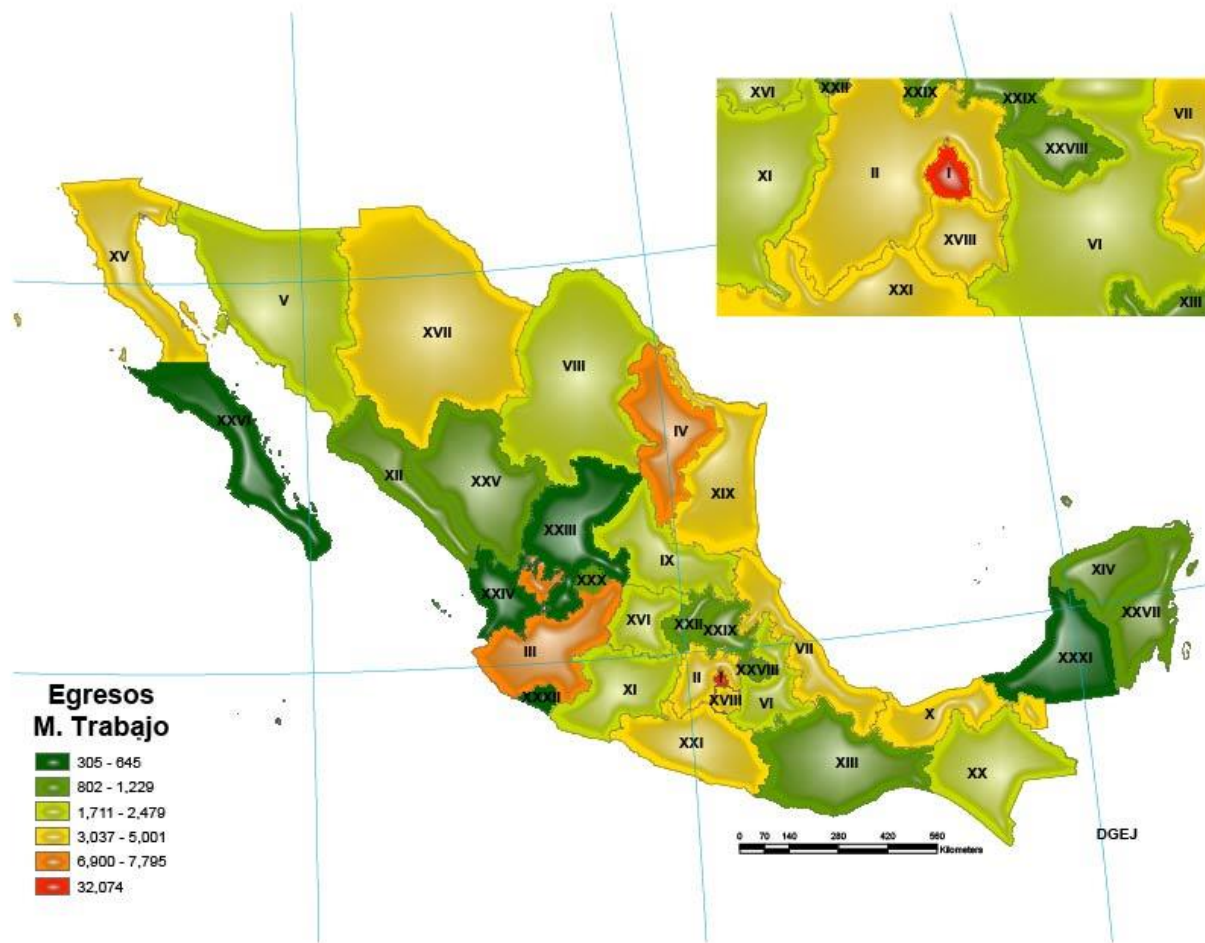 XVI
XXII
XXIX
XXIX
VII
XI
II
I
XXVIII
XVIII
VI
XXI
XIII
XV
V
XVII
VIII
IV
XXVI
XII
XXV
XIX
XXIII
IX
XXX
XXIV
XIV
XXVII
XVI
XXII
XXIX
III
VII
XXXI
XXXII
XI
II
I
XXVIII
XVIII
VI
X
XXI
XIII
XX
Egresos
M. Trabajo
305 - 645
802 - 1,229
1,711 - 2,479
3,037 - 5,001
6,900 - 7,795
32,074
0 70 140 280 420 560
Kilometers
DGEJ